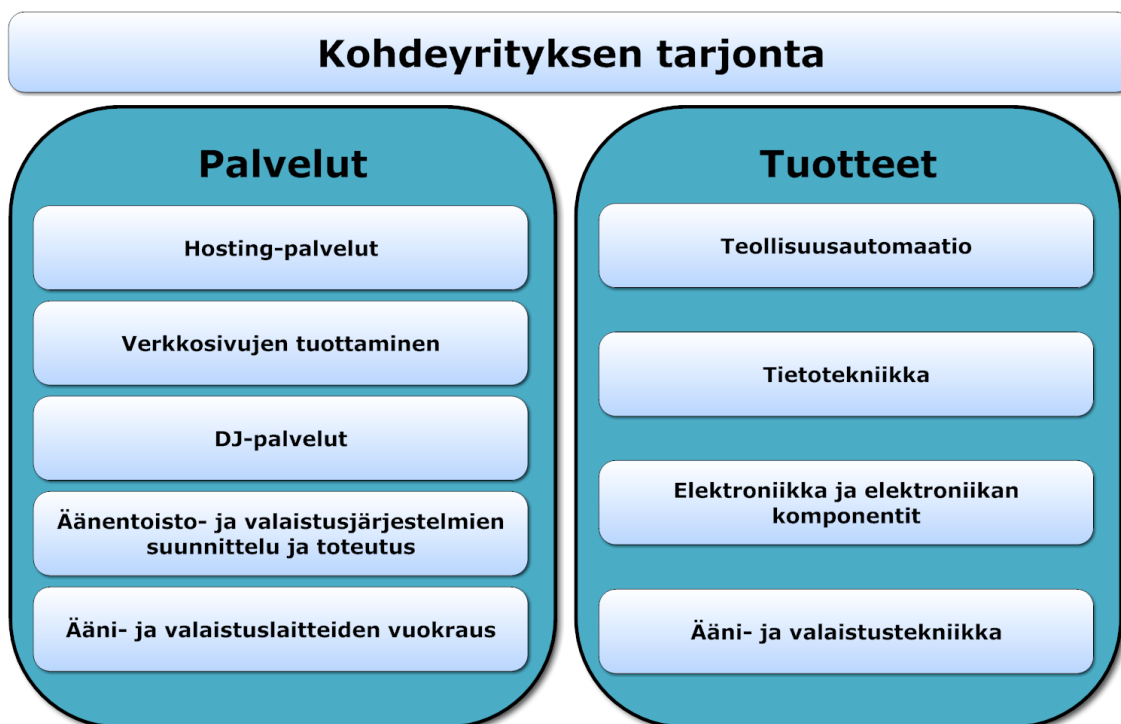 Kohdeyrityksen tarjonta
Palvelut
Hosting-palvelut
Verkkosivujen tuottaminen
DJ-palvelut
Äänentoisto- ja valaistusjärjestelmien
suunnittelu ja toteutus
Ääni- ja valaistuslaitteiden vuokraus
Tuotteet
Teollisuusautomaatio
Tietotekniikka
Elektroniikka ja elektroniikan
komponentit
Ääni- ja valaistustekniikka